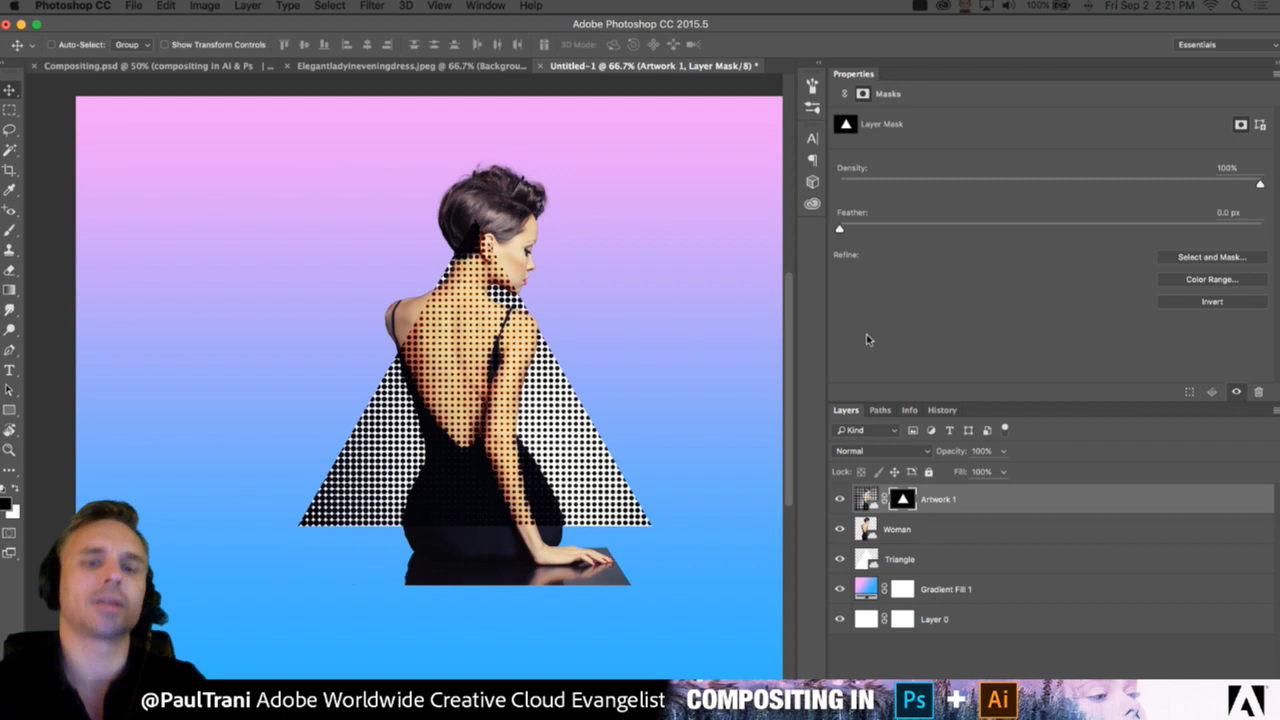 Photoshop CC File Edit Image Layer Type Select Filter 3D View Window Help 100% Fri Sep 2 2:21 PM
Adobe Photoshop CC 2015.5
Auto-Select: Group Show Transform Controls 3D Mode: Essentials
Compositing.psd @ 50% (compositing in AI & Ps | ... Elegantladyineveningdress.jpeg @ 66.7% (Backgrou... Untitled-1 @ 66.7% (Artwork 1, Layer Mask/8) *
Properties
Masks
Layer Mask
Density: 100%
Feather: 0.0 px
Refine: Select and Mask...
Color Range...
Invert
Layers Paths Info History
Kind
Normal Opacity: 100%
Lock: Fill: 100%
Artwork 1
Woman
Triangle
Gradient Fill 1
Layer 0
@PaulTrani Adobe Worldwide Creative Cloud Evangelist COMPOSITING IN Ps + Ai